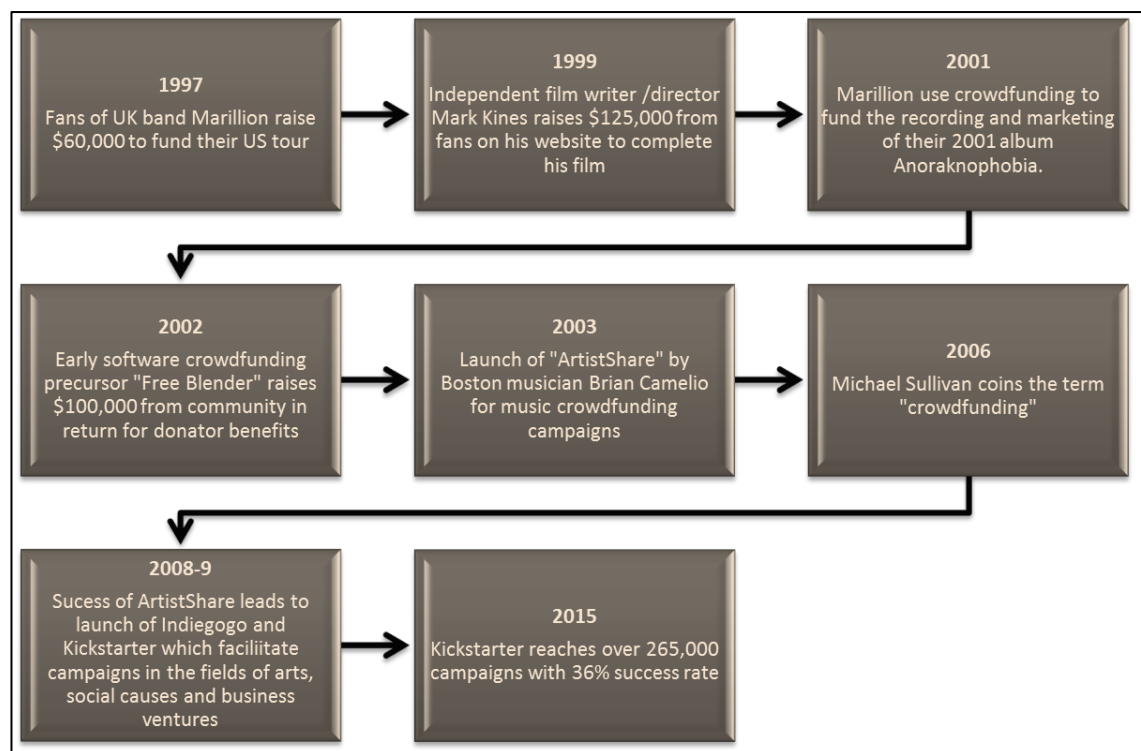 1997
Fans of UK band Marillion raise
$60,000 to fund their US tour
1999
Independent film writer /director
Mark Kines raises $125,000 from
fans on his website to complete
his film
2001
Marillion use crowdfunding to
fund the recording and marketing
of their 2001 album
Anoraknophobia.
2002
Early software crowdfunding
precursor "Free Blender" raises
$100,000 from community in
return for donator benefits
2003
Launch of "ArtistShare" by
Boston musician Brian Camelio
for music crowdfunding
campaigns
2006
Michael Sullivan coins the term
"crowdfunding"
2008-9
Sucess of ArtistShare leads to
launch of Indiegogo and
Kickstarter which faciliitate
campaigns in the fields of arts,
social causes and business
ventures
2015
Kickstarter reaches over 265,000
campaigns with 36% success rate